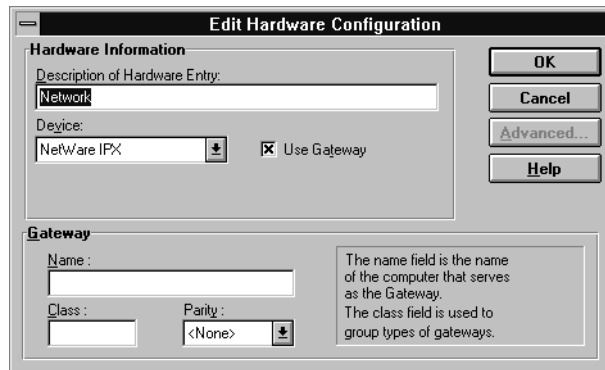 Edit Hardware Configuration
Hardware Information
Description of Hardware Entry:
Network
Device:
NetWare IPX
Use Gateway
OK
Cancel
Advanced...
Help
Gateway
Name :
Class :
Parity :
<None>
The name field is the name
of the computer that serves
as the Gateway.
The class field is used to
group types of gateways.